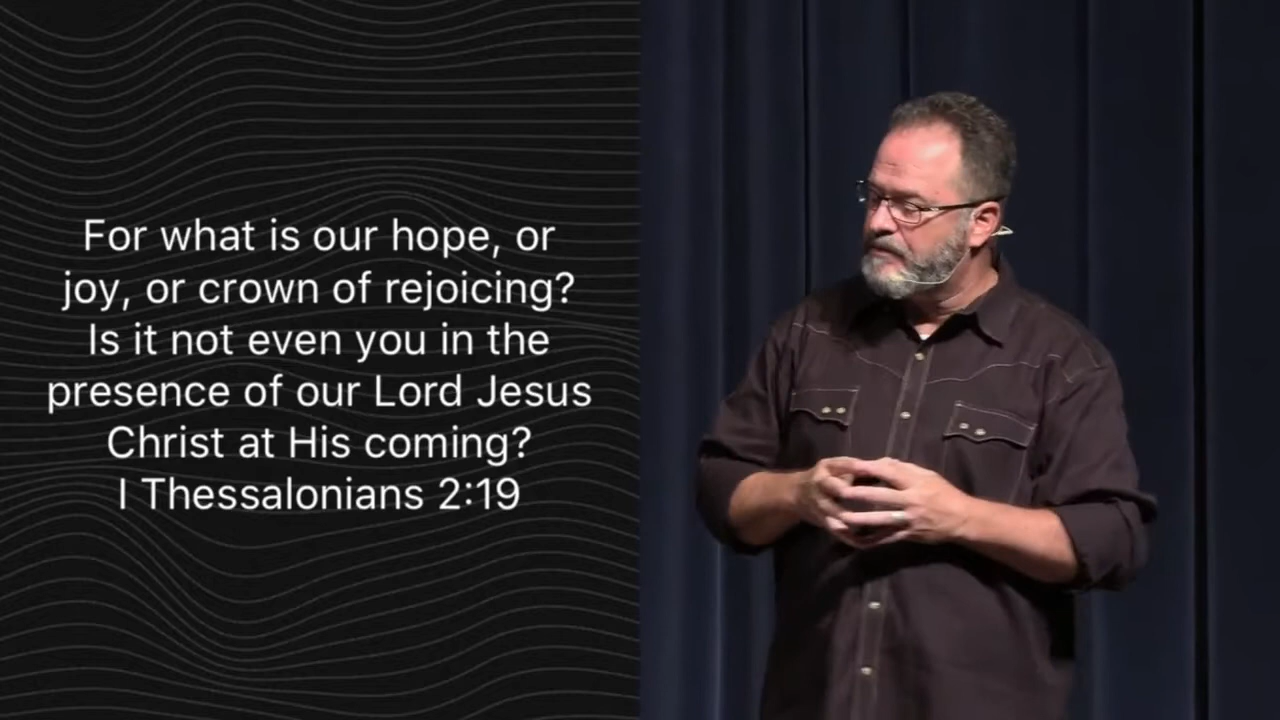 For what is our hope, or
joy, or crown of rejoicing?
Is it not even you in the
presence of our Lord Jesus
Christ at His coming?
I Thessalonians 2:19